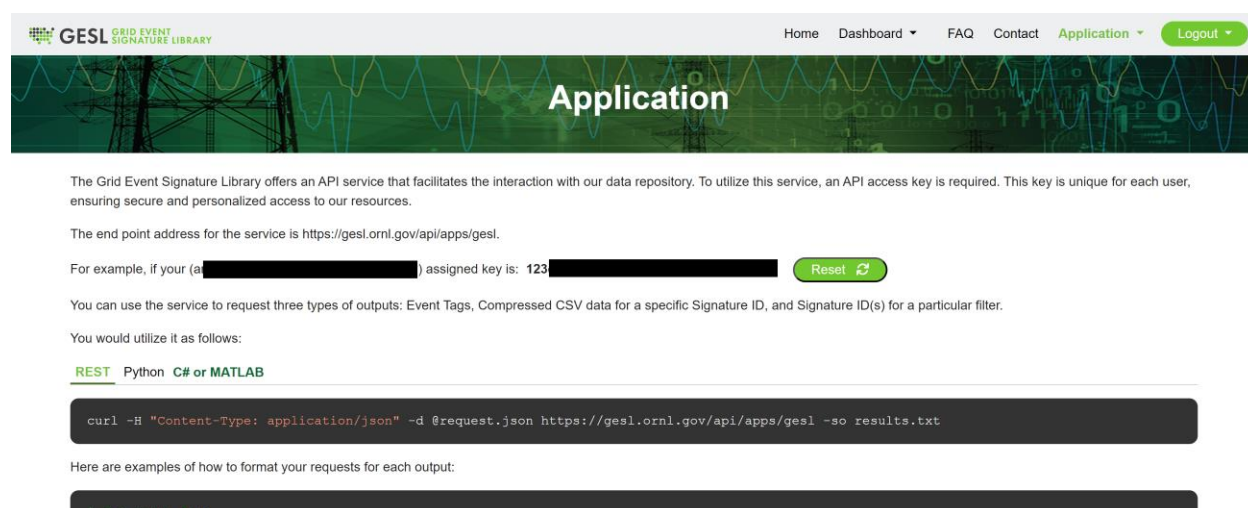 GESL GRID EVENT
SIGNATURE LIBRARY
Home Dashboard FAQ Contact Application Logout
Application
The Grid Event Signature Library offers an API service that facilitates the interaction with our data repository. To utilize this service, an API access key is required. This key is unique for each user,
ensuring secure and personalized access to our resources.
The end point address for the service is https://gesl.ornl.gov/api/apps/gesl.
For example, if your (a ) assigned key is: 123 Reset
You can use the service to request three types of outputs: Event Tags, Compressed CSV data for a specific Signature ID, and Signature ID(s) for a particular filter.
You would utilize it as follows:
REST Python C# or MATLAB
curl -H "Content-Type: application/json" -d @request.json https://gesl.ornl.gov/api/apps/gesl -so results.txt
Here are examples of how to format your requests for each output: